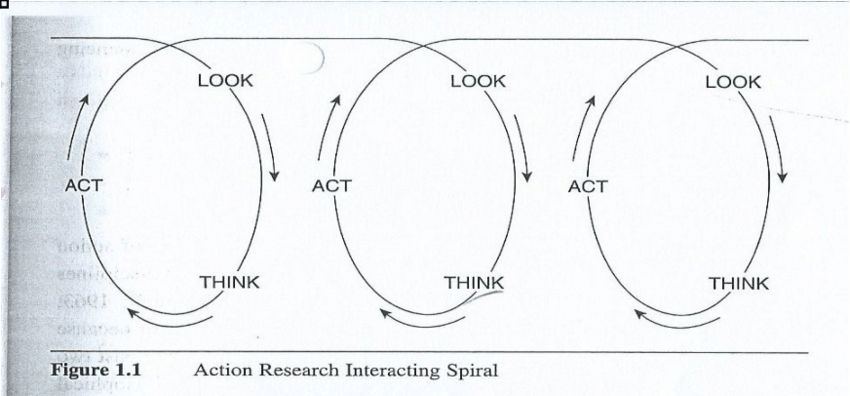 LOOK LOOK LOOK
ACT ACT ACT
THINK THINK THINK
Figure 1.1 Action Research Interacting Spiral